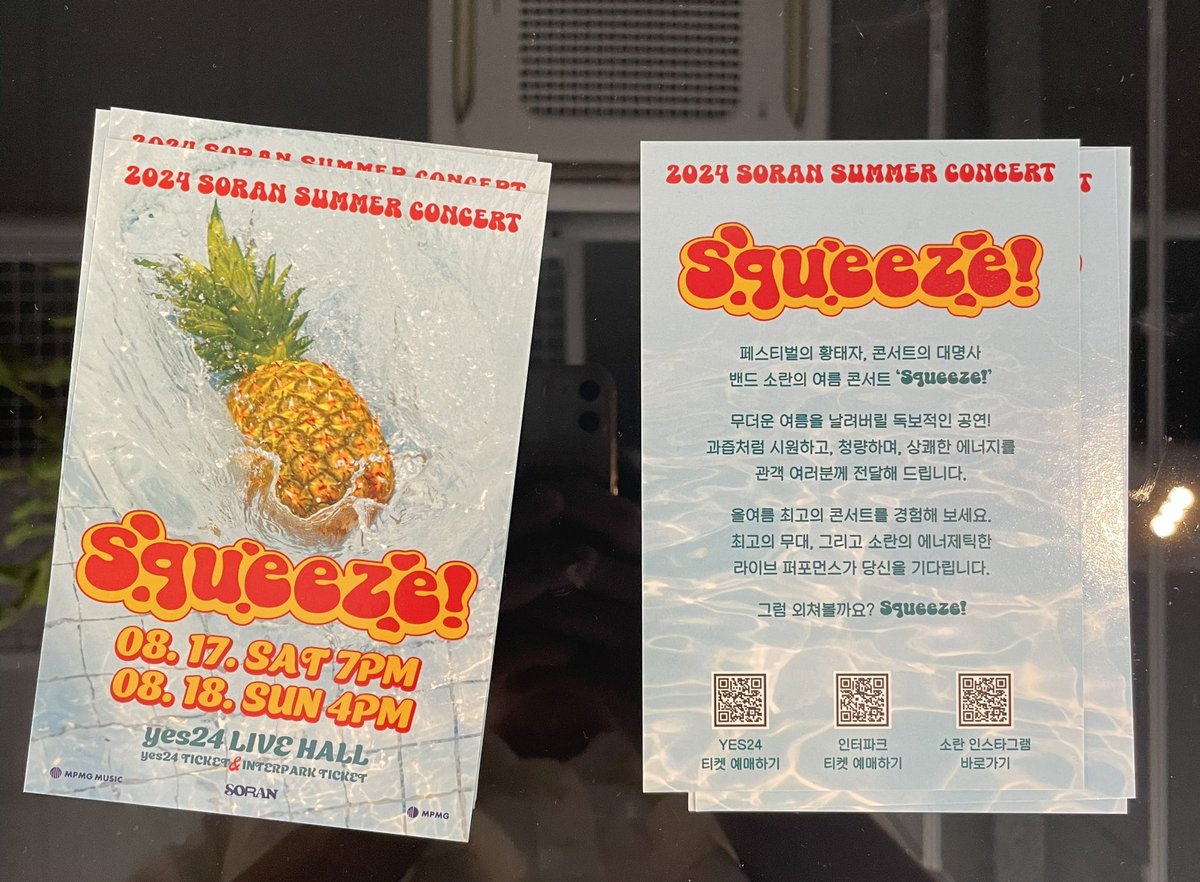 2024 SORAN SUMMER CONCERT
2024 SORAN SUMMER CONCERT
Squeeze!
08. 17. SAT 7PM
08. 18. SUN 4PM
yes24 LIVE HALL
yes24 TICKET & INTERPARK TICKET
MPMG MUSIC
SORAN
MPMG
2024 SORAN SUMMER CONCERT
Squeeze!
페스티벌의 황태자, 콘서트의 대명사
밴드 소란의 여름 콘서트 ‘Squeeze!’
무더운 여름을 날려버릴 독보적인 공연!
과즙처럼 시원하고, 청량하며, 상쾌한 에너지를
관객 여러분께 전달해 드립니다.
올여름 최고의 콘서트를 경험해 보세요.
최고의 무대, 그리고 소란의 에너제틱한
라이브 퍼포먼스가 당신을 기다립니다.
그럼 외쳐볼까요? Squeeze!
YES24
티켓 예매하기
인터파크
티켓 예매하기
소란 인스타그램
바로가기
T